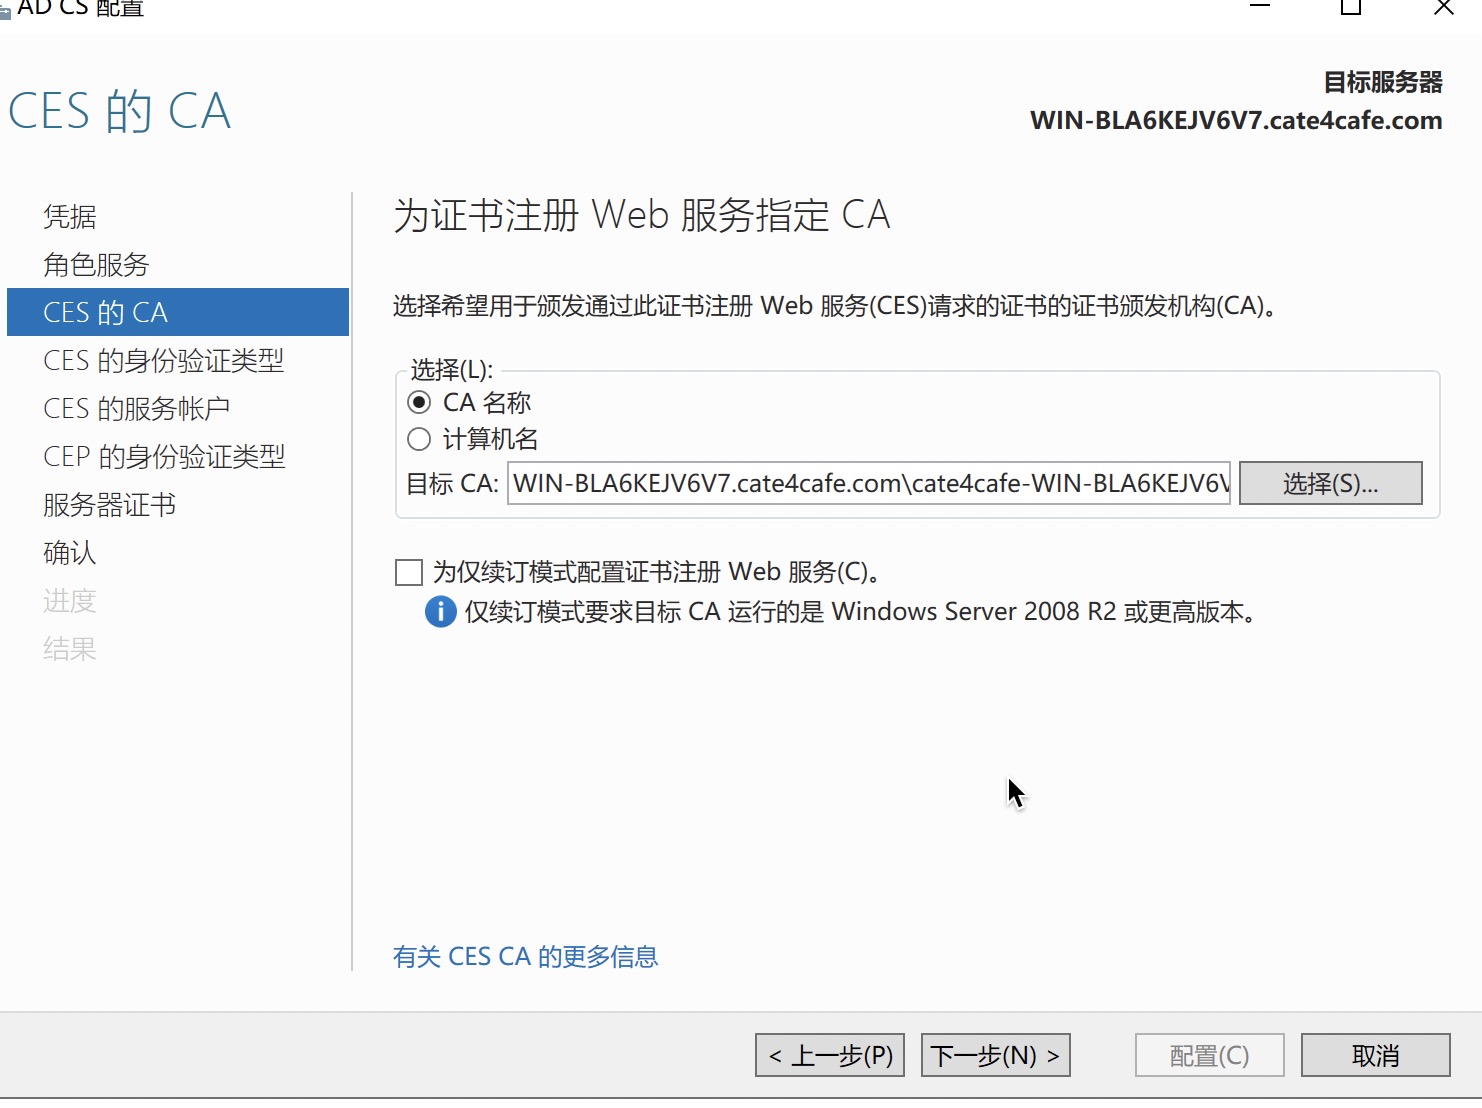 AD CS 配置
CES 的 CA
目标服务器
WIN-BLA6KEJV6V7.cate4cafe.com
凭据
角色服务
CES 的 CA
CES 的身份验证类型
CES 的服务帐户
CEP 的身份验证类型
服务器证书
确认
进度
结果
为证书注册 Web 服务指定 CA
选择希望用于颁发通过此证书注册 Web 服务(CES)请求的证书的证书颁发机构(CA)。
选择(L):
CA 名称
计算机名
目标 CA: WIN-BLA6KEJV6V7.cate4cafe.com\cate4cafe-WIN-BLA6KEJV6V 选择(S)...
为仅续订模式配置证书注册 Web 服务(C)。
仅续订模式要求目标 CA 运行的是 Windows Server 2008 R2 或更高版本。
有关 CES CA 的更多信息
< 上一步(P) 下一步(N) > 配置(C) 取消